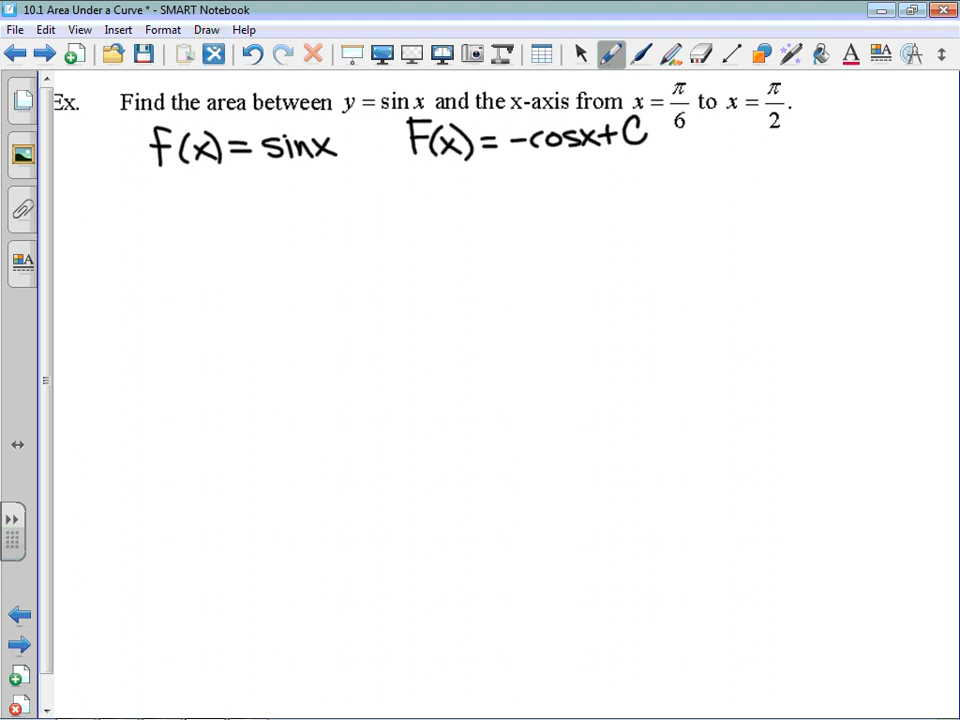 10.1 Area Under a Curve * - SMART Notebook
File Edit View Insert Format Draw Help
Ex. Find the area between y = sin x and the x-axis from x = π/6 to x = π/2.
f(x) = sinx F(x) = -cosx + C